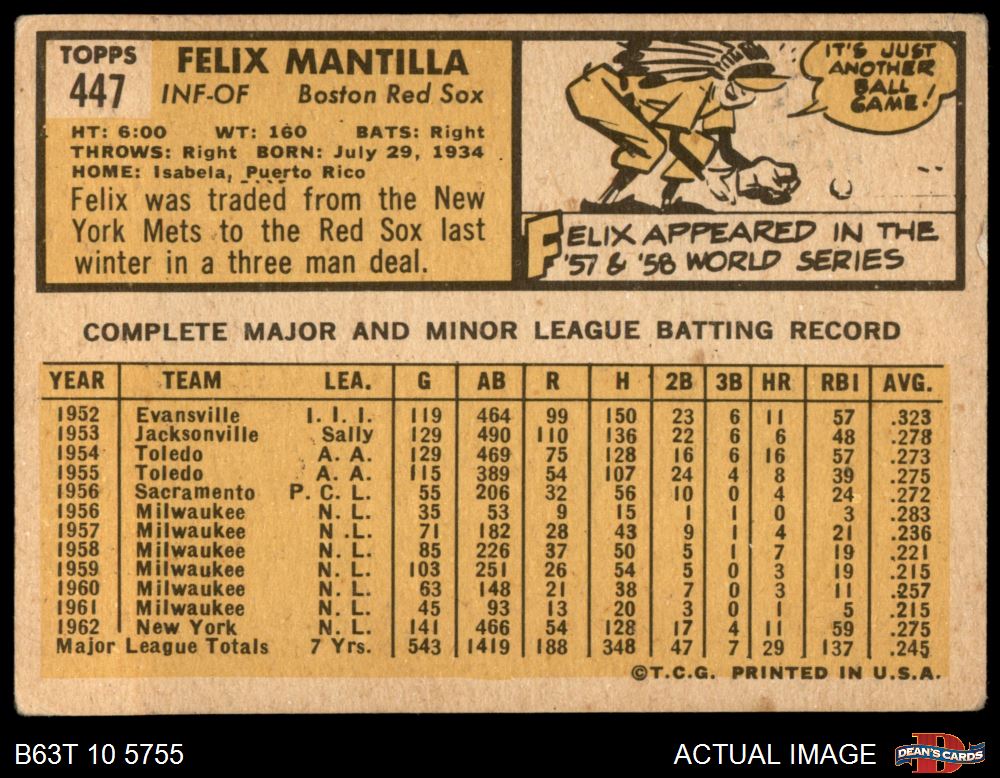 TOPPS
447
FELIX MANTILLA
INF-OF Boston Red Sox
HT: 6:00 WT: 160 BATS: Right
THROWS: Right BORN: July 29, 1934
HOME: Isabela, Puerto Rico
Felix was traded from the New
York Mets to the Red Sox last
winter in a three man deal.
IT'S JUST
ANOTHER
BALL
GAME!
FELIX APPEARED IN THE
'57 & '58 WORLD SERIES
COMPLETE MAJOR AND MINOR LEAGUE BATTING RECORD
YEAR TEAM LEA. G AB R H 2B 3B HR RBI AVG.
1952 Evansville I. I. I. 119 464 99 150 23 6 11 57 .323
1953 Jacksonville Sally 129 490 110 136 22 6 6 48 .278
1954 Toledo A. A. 129 469 75 128 16 6 16 57 .273
1955 Toledo A. A. 115 389 54 107 24 4 8 39 .275
1956 Sacramento P. C. L. 55 206 32 56 10 0 4 24 .272
1956 Milwaukee N. L. 35 53 9 15 1 1 0 3 .283
1957 Milwaukee N .L. 71 182 28 43 9 1 4 21 .236
1958 Milwaukee N. L. 85 226 37 50 5 1 7 19 .221
1959 Milwaukee N. L. 103 251 26 54 5 0 3 19 .215
1960 Milwaukee N. L. 63 148 21 38 7 0 3 11 .257
1961 Milwaukee N. L. 45 93 13 20 3 0 1 5 .215
1962 New York N. L. 141 466 54 128 17 4 11 59 .275
Major League Totals 7 Yrs. 543 1419 188 348 47 7 29 137 .245
©T.C.G. PRINTED IN U.S.A.
B63T 10 5755
ACTUAL IMAGE
DEAN'S CARDS